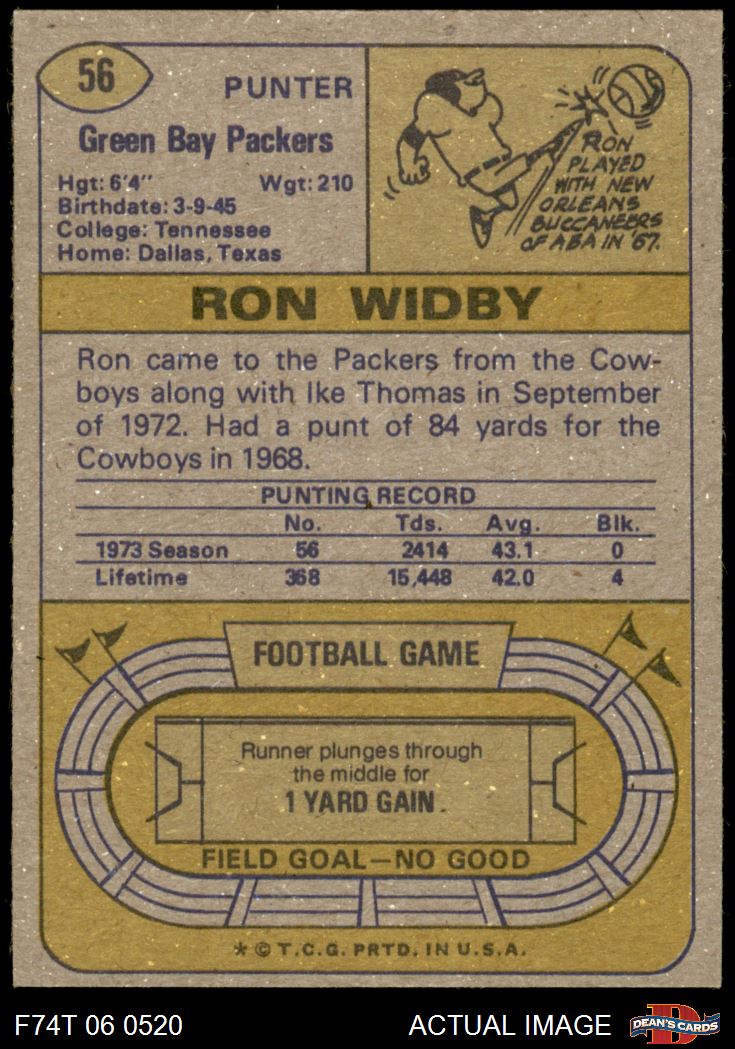 56
PUNTER
Green Bay Packers
Hgt: 6'4" Wgt: 210
Birthdate: 3-9-45
College: Tennessee
Home: Dallas, Texas
RON
PLAYED
WITH NEW
ORLEANS
BUCCANEERS
OF ABA IN '67.
RON WIDBY
Ron came to the Packers from the Cow-
boys along with Ike Thomas in September
of 1972. Had a punt of 84 yards for the
Cowboys in 1968.
PUNTING RECORD
No. Tds. Avg. Blk.
1973 Season 56 2414 43.1 0
Lifetime 368 15,448 42.0 4
FOOTBALL GAME
Runner plunges through
the middle for
1 YARD GAIN.
FIELD GOAL—NO GOOD
* © T.C.G. PRTD. IN U.S.A.
F74T 06 0520 ACTUAL IMAGE D DEAN'S CARDS